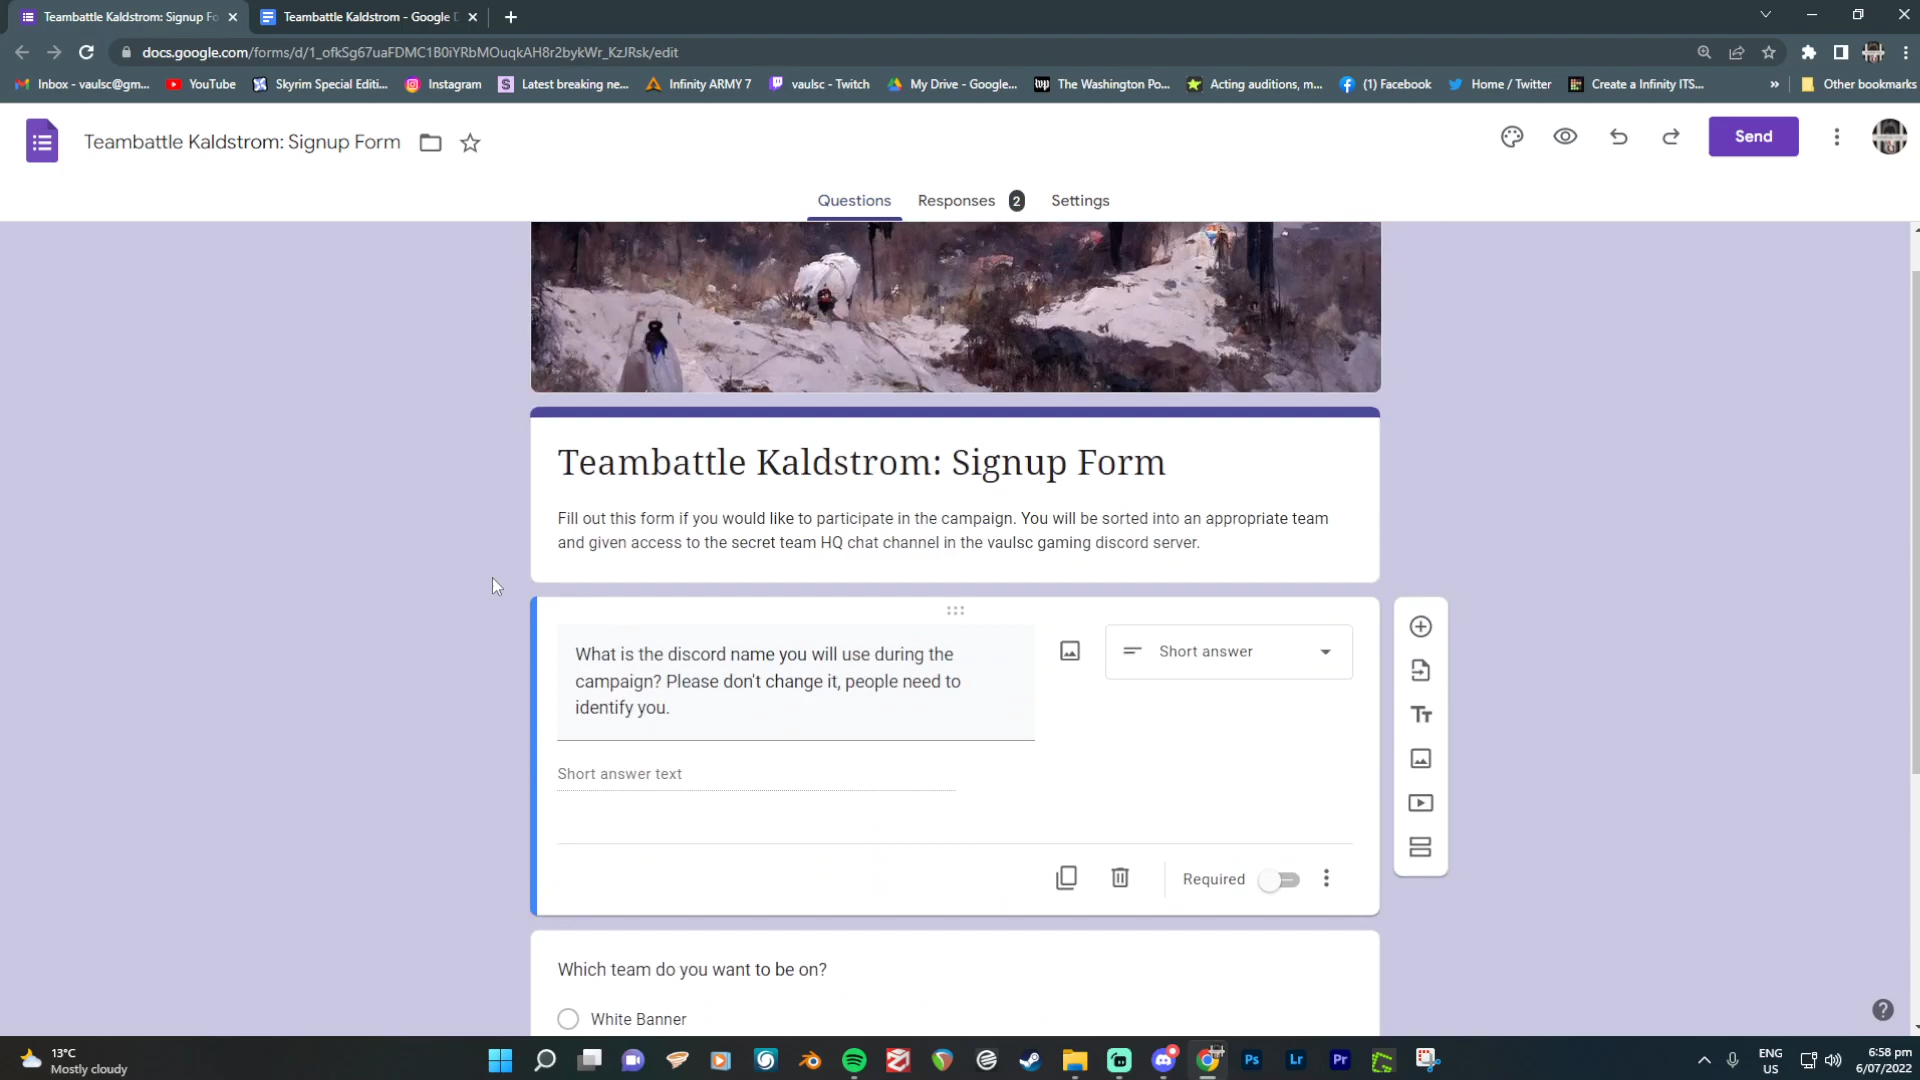 Teambattle Kaldstrom: Signup Fo
Teambattle Kaldstrom - Google D
docs.google.com/forms/d/1_ofkSg67uaFDMC1B0iYRbMOuqkAH8r2bykWr_KzJRsk/edit
Inbox - vaulsc@gm...
YouTube
Skyrim Special Editi...
Instagram
Latest breaking ne...
Infinity ARMY 7
vaulsc - Twitch
My Drive - Google...
The Washington Po...
Acting auditions, m...
(1) Facebook
Home / Twitter
Create a Infinity ITS...
»
Other bookmarks
Teambattle Kaldstrom: Signup Form
Send
Questions
Responses 2
Settings
Teambattle Kaldstrom: Signup Form
Fill out this form if you would like to participate in the campaign. You will be sorted into an appropriate team
and given access to the secret team HQ chat channel in the vaulsc gaming discord server.
What is the discord name you will use during the
campaign? Please don't change it, people need to
identify you.
Short answer
Short answer text
Required
Which team do you want to be on?
White Banner
13°C
Mostly cloudy
Ps
Lr
Pr
ENG
US
6:58 pm
6/07/2022